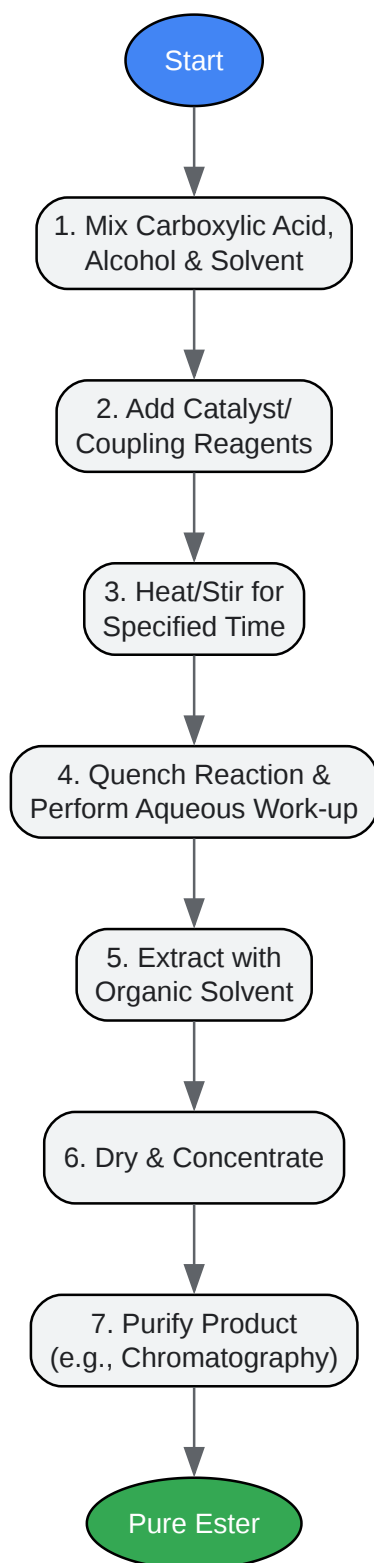 Start
1. Mix Carboxylic Acid,
Alcohol & Solvent
2. Add Catalyst/
Coupling Reagents
3. Heat/Stir for
Specified Time
4. Quench Reaction &
Perform Aqueous Work-up
5. Extract with
Organic Solvent
6. Dry & Concentrate
7. Purify Product
(e.g., Chromatography)
Pure Ester